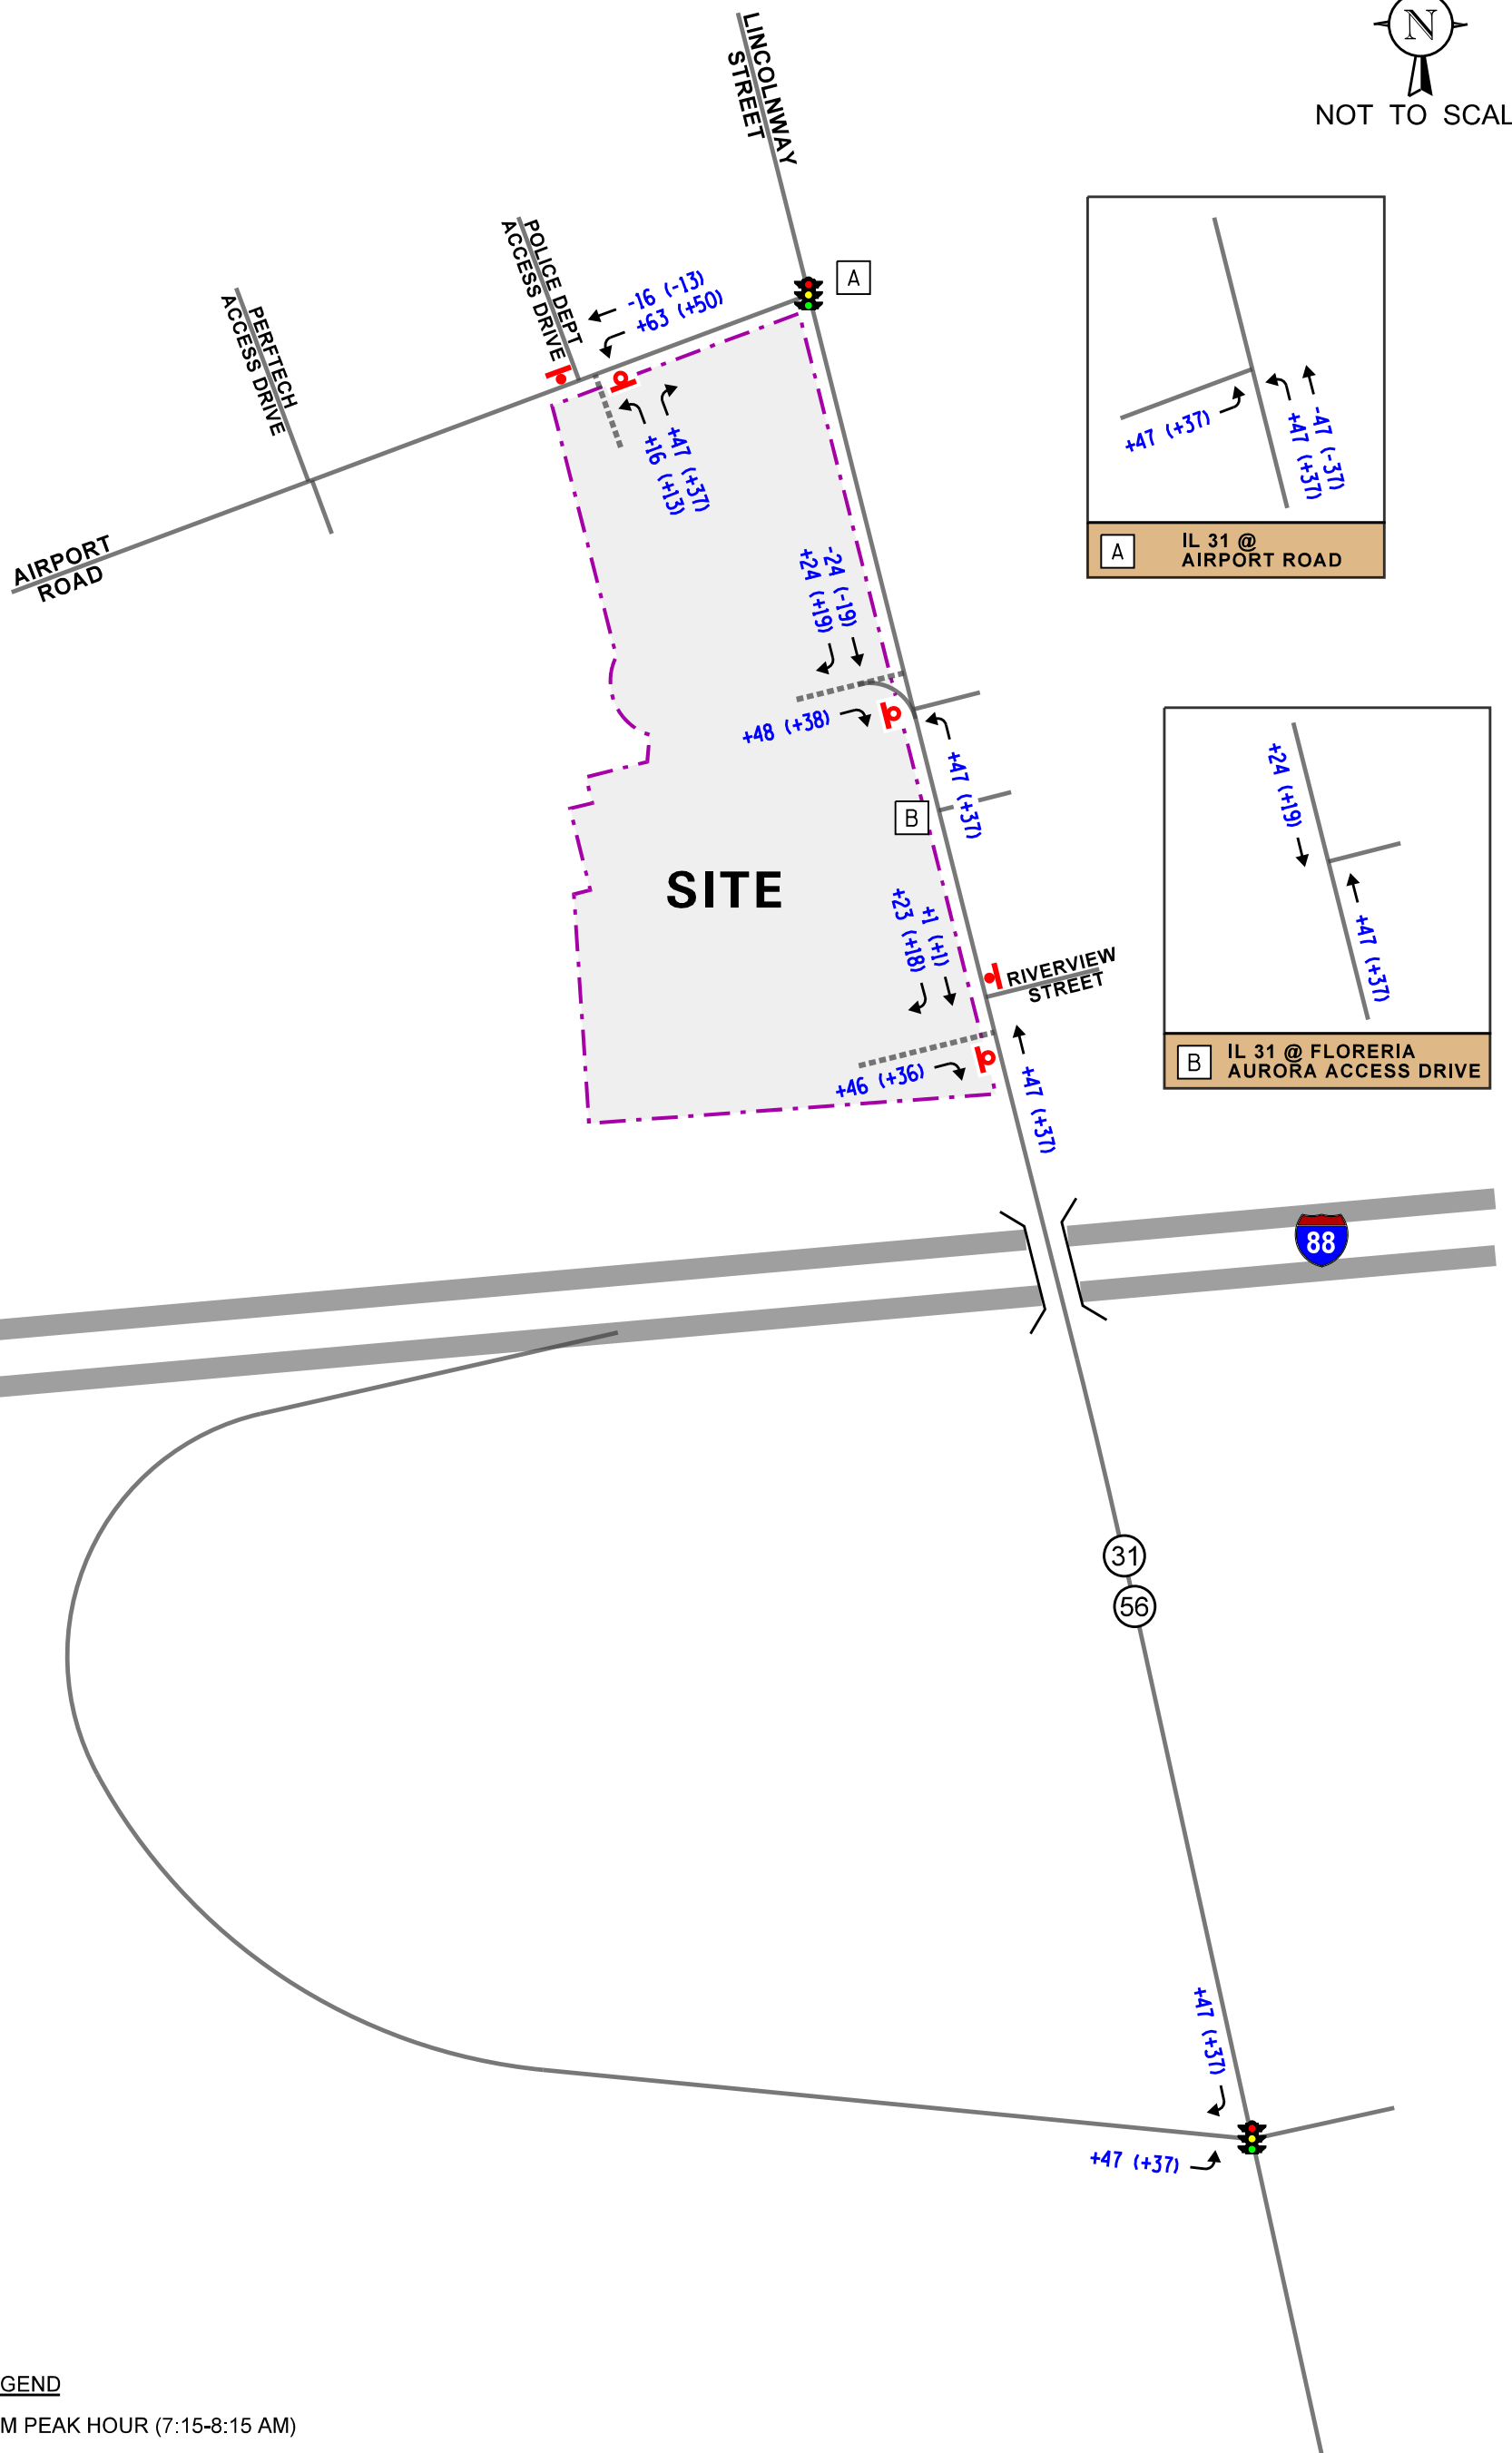 N
NOT TO SCAL
LINCOLNWAY
STREET
A
POLICE DEPT
ACCESS DRIVE
PERFTECH
ACCESS DRIVE
AIRPORT
ROAD
-16 (-13)
+63 (+50)
+47 (+37)
+16 (+13)
+47 (+37)
-47 (-37)
+47 (+37)
A
IL 31 @
AIRPORT ROAD
-24 (-19)
+24 (+19)
+48 (+38)
+47 (+37)
B
SITE
+1 (+1)
+23 (+18)
+46 (+36)
RIVERVIEW
STREET
+47 (+37)
+24 (+19)
+47 (+37)
B
IL 31 @ FLORERIA
AURORA ACCESS DRIVE
88
31
56
+47 (+37)
+47 (+37)
GEND
M PEAK HOUR (7:15-8:15 AM)